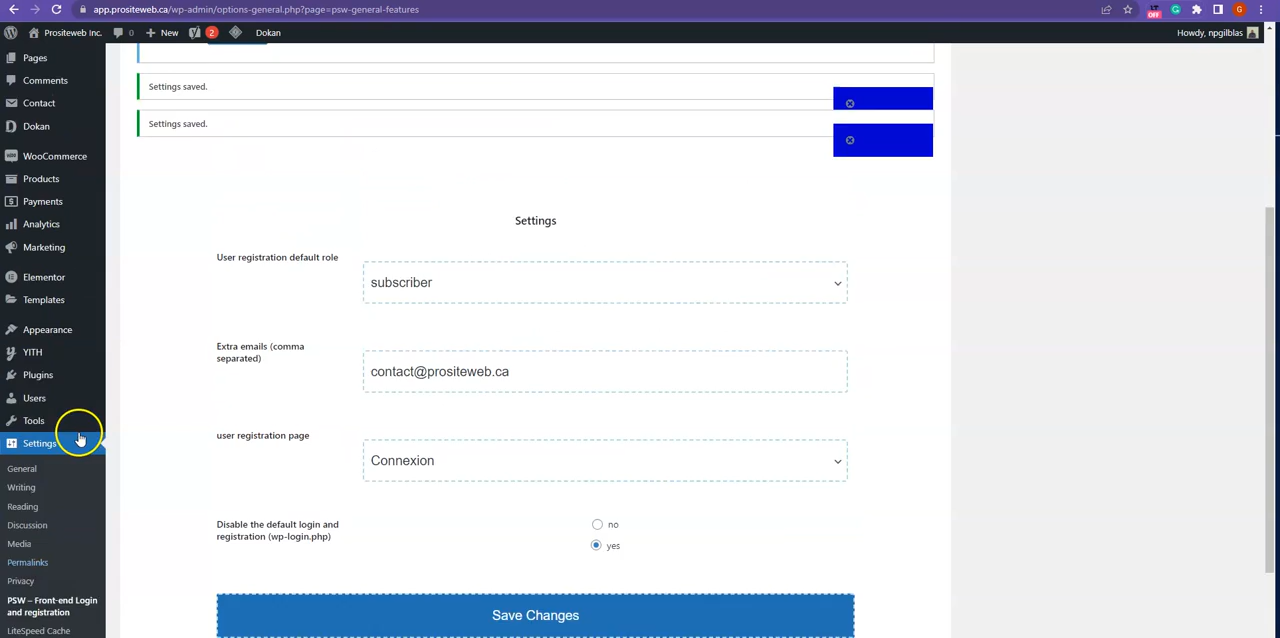 app.prositeweb.ca/wp-admin/options-general.php?page=psw-general-features
OFF
G
Prositeweb Inc.
0
New
2
Dokan
Howdy, npgilblas
Pages
Comments
Contact
Dokan
WooCommerce
Products
Payments
Analytics
Marketing
Elementor
Templates
Appearance
YITH
Plugins
Users
Tools
Settings
General
Writing
Reading
Discussion
Media
Permalinks
Privacy
PSW – Front-end Login
and registration
LiteSpeed Cache
Settings saved.
Settings saved.
Settings
User registration default role
subscriber
Extra emails (comma
separated)
contact@prositeweb.ca
user registration page
Connexion
Disable the default login and
registration (wp-login.php)
no
yes
Save Changes